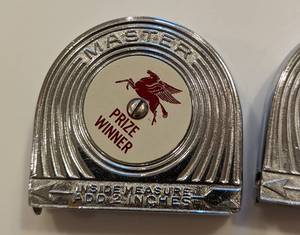 MASTER
PRIZE
WINNER
INSIDE MEASURE
ADD 2 INCHES